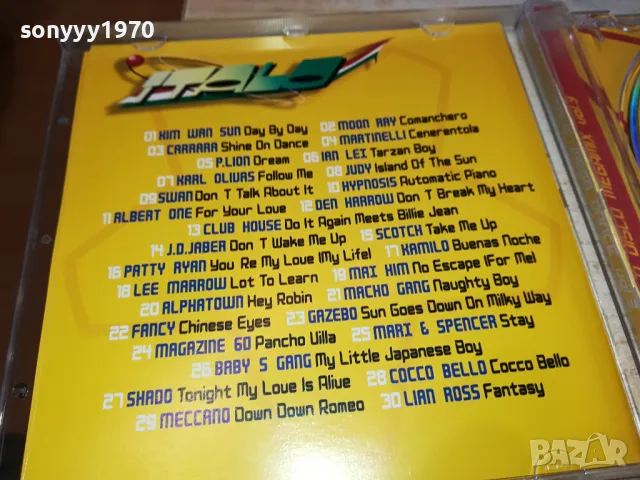 sonyyy1970
ITALO
01 KIM WAN SUN Day By Day
02 MOON RAY Comanchero
03 CARRARA Shine On Dance
04 MARTINELLI Cenerentola
05 P.LION Dream
06 IAN LEI Tarzan Boy
07 KARL OLIVAS Follow Me
08 JUDY Island Of The Sun
09 SWAN Don T Talk About It
10 HYPNOSIS Automatic Piano
11 ALBERT ONE For Your Love
12 DEN HARROW Don T Break My Heart
13 CLUB HOUSE Do It Again Meets Billie Jean
14 J.D.JABER Don T Wake Me Up
15 SCOTCH Take Me Up
16 PATTY RYAN You Re My Love (My Life)
17 KAMILO Buenas Noche
18 LEE MARROW Lot To Learn
19 MAI HIM No Escape (For Me)
20 ALPHATOWN Hey Robin
21 MACHO GANG Naughty Boy
22 FANCY Chinese Eyes
23 GAZEBO Sun Goes Down On Milky Way
24 MAGAZINE 60 Pancho Villa
25 MARI & SPENCER Stay
26 BABY S GANG My Little Japanese Boy
27 SHADO Tonight My Love Is Alive
28 COCCO BELLO Cocco Bello
29 MECCANO Down Down Romeo
30 LIAN ROSS Fantasy
DISCO MEGAMIX
BAZAR